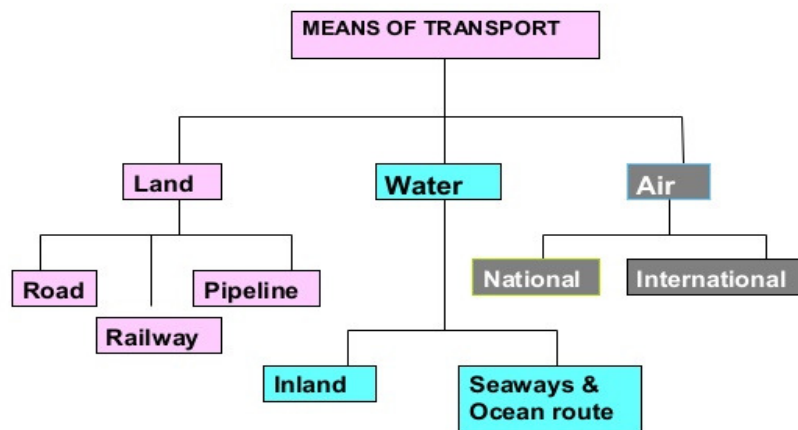 MEANS OF TRANSPORT
Land
Water
Air
Road
Railway
Pipeline
Inland
Seaways &
Ocean route
National
International